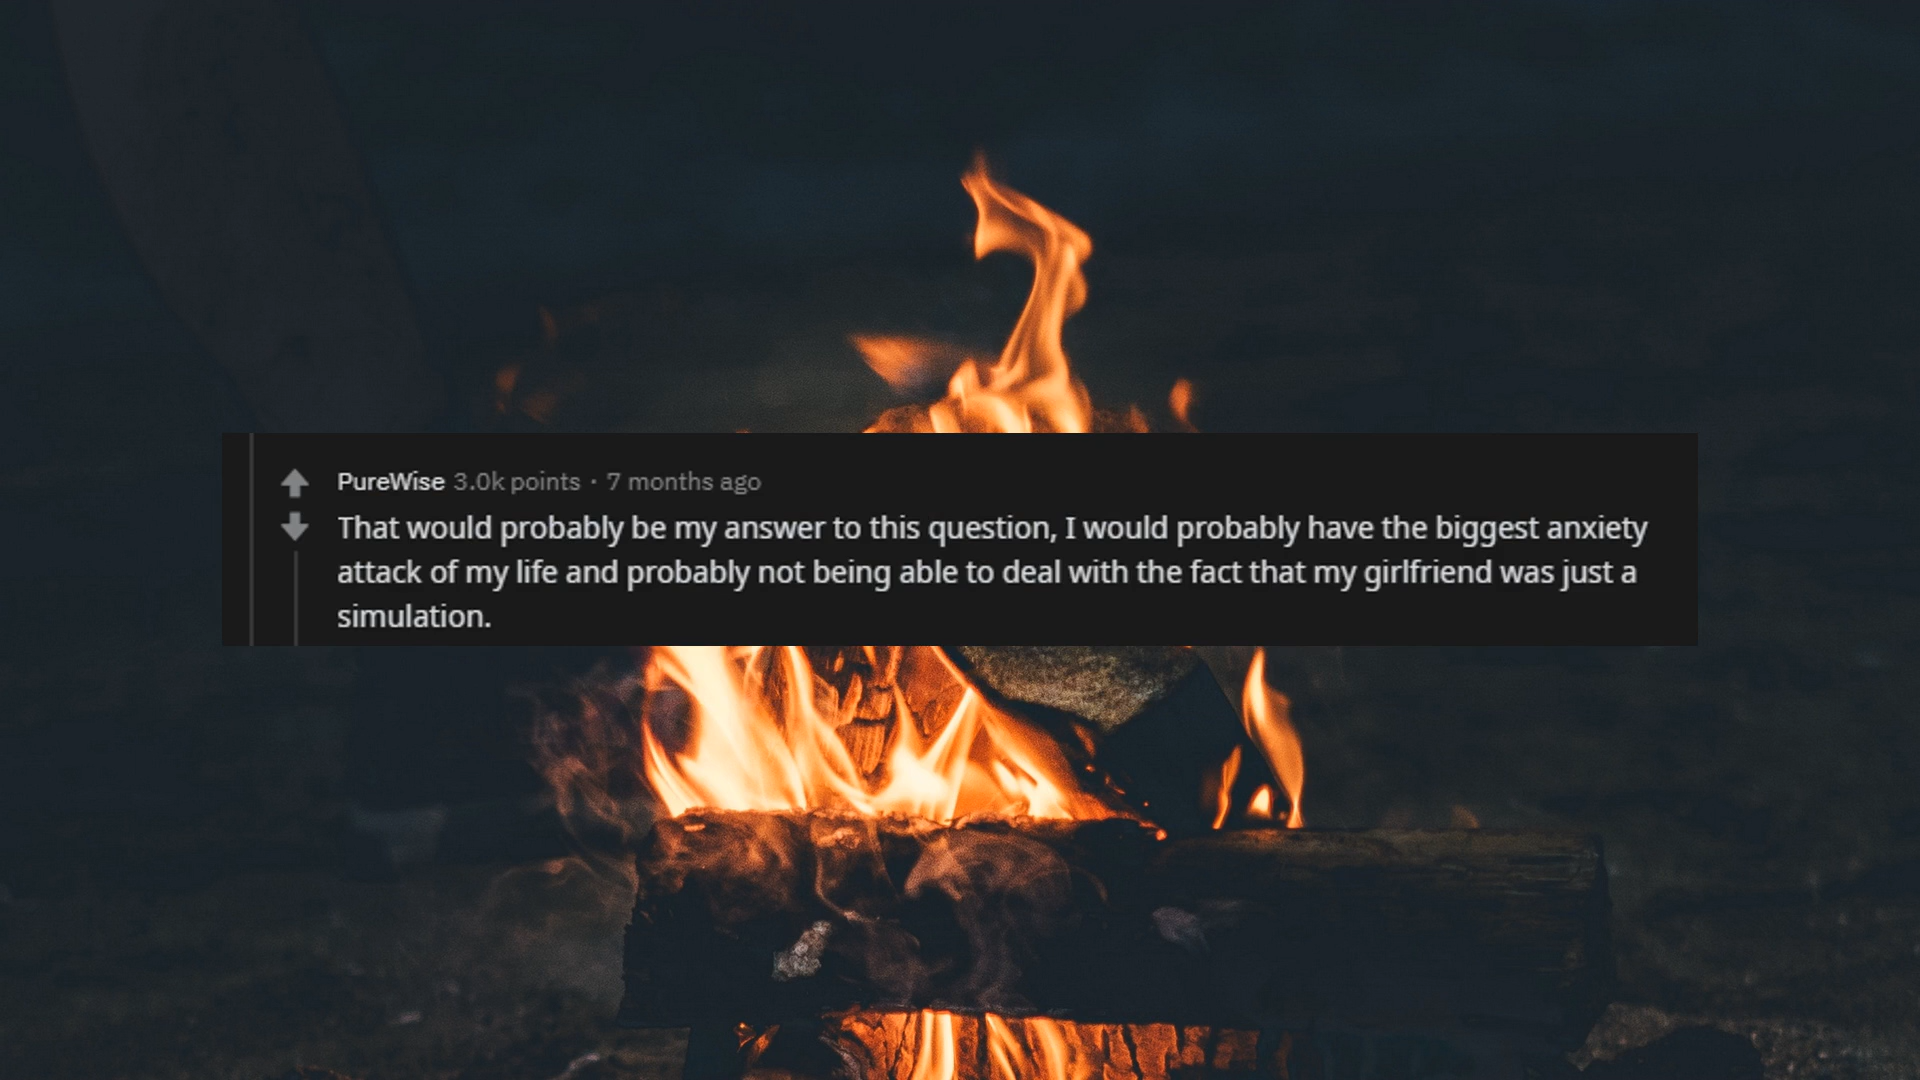 PureWise 3.0k points · 7 months ago
That would probably be my answer to this question, I would probably have the biggest anxiety
attack of my life and probably not being able to deal with the fact that my girlfriend was just a
simulation.